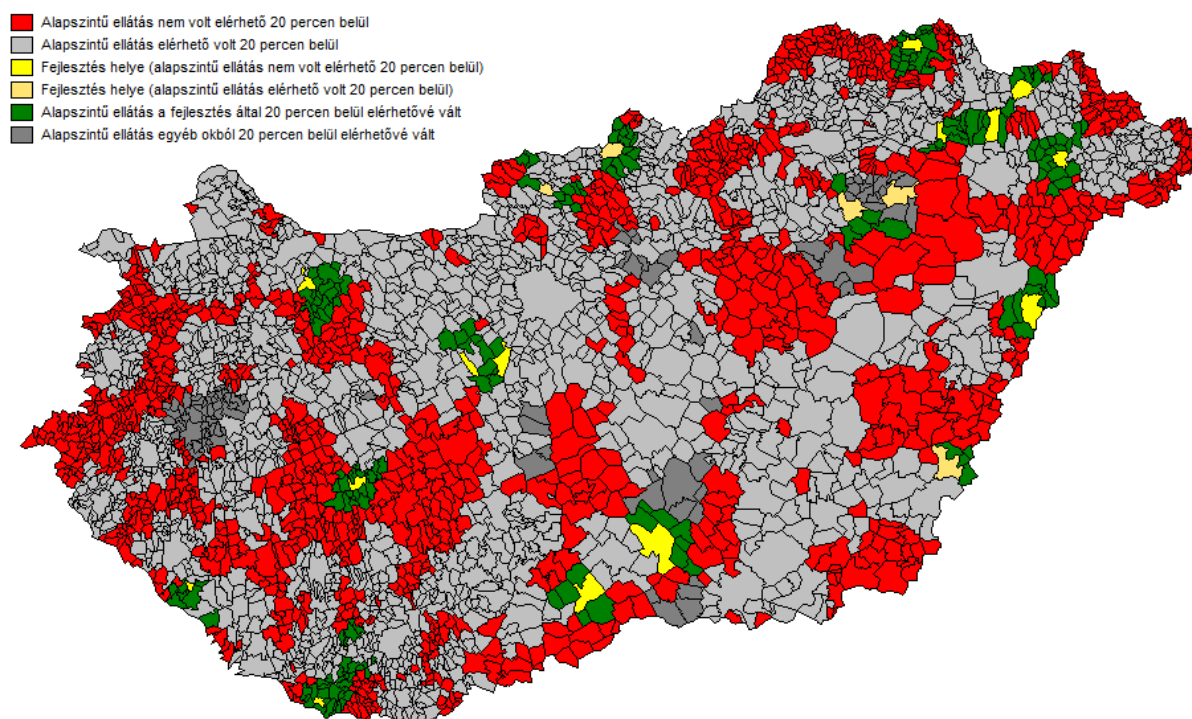 Alapszintű ellátás nem volt elérhető 20 percen belül
Alapszintű ellátás elérhető volt 20 percen belül
Fejlesztés helye (alapszintű ellátás nem volt elérhető 20 percen belül)
Fejlesztés helye (alapszintű ellátás elérhető volt 20 percen belül)
Alapszintű ellátás a fejlesztés által 20 percen belül elérhetővé vált
Alapszintű ellátás egyéb okból 20 percen belül elérhetővé vált